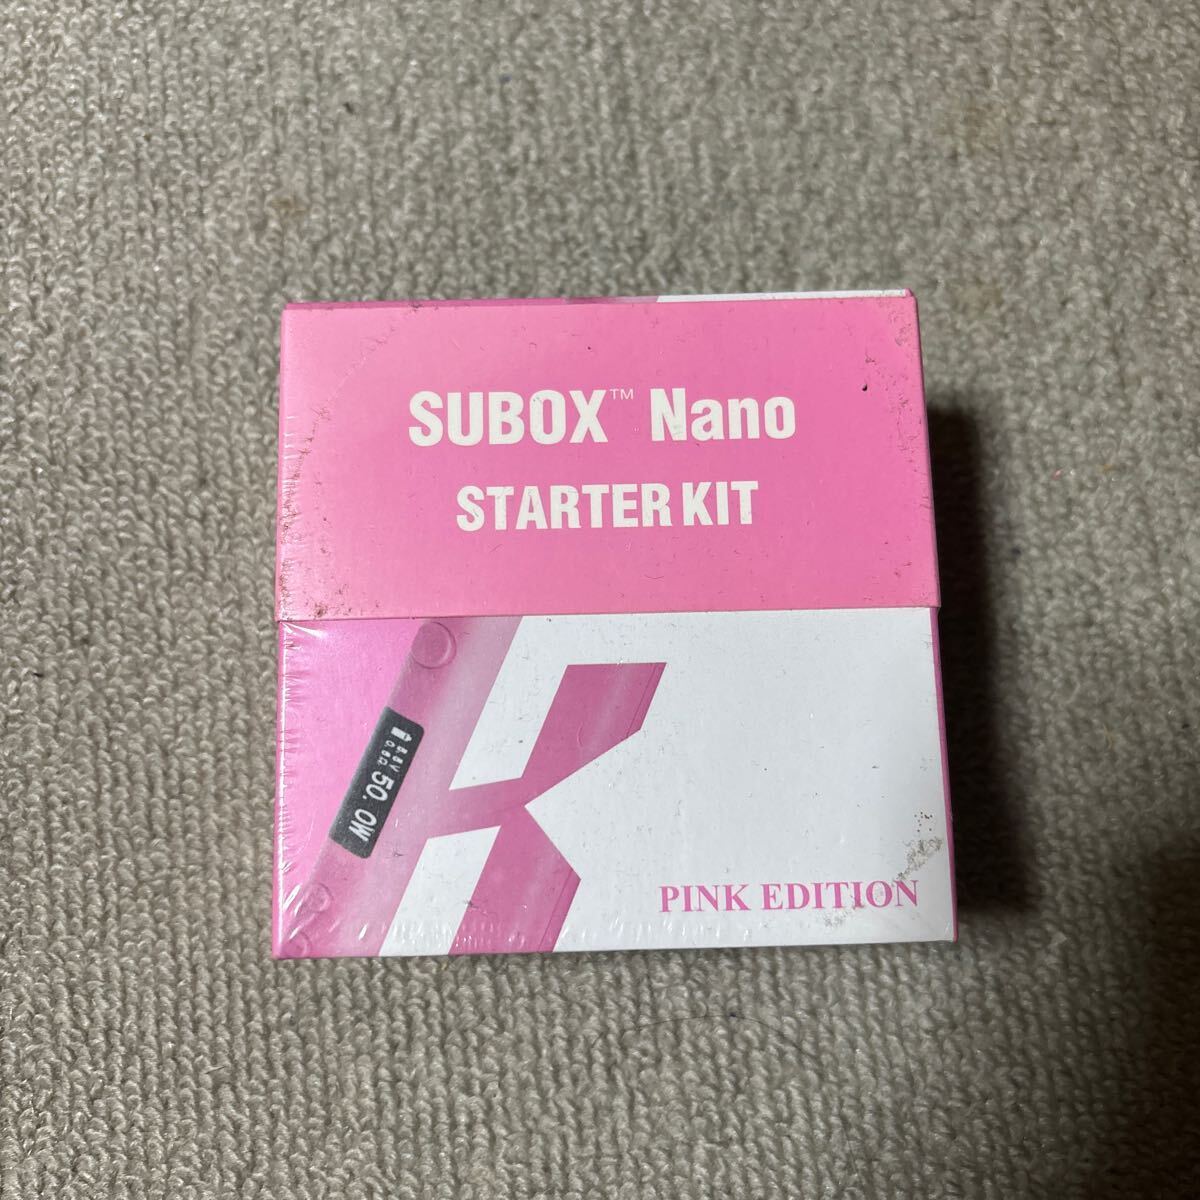 SUBOX™ Nano
STARTER KIT
50.0W
PINK EDITION